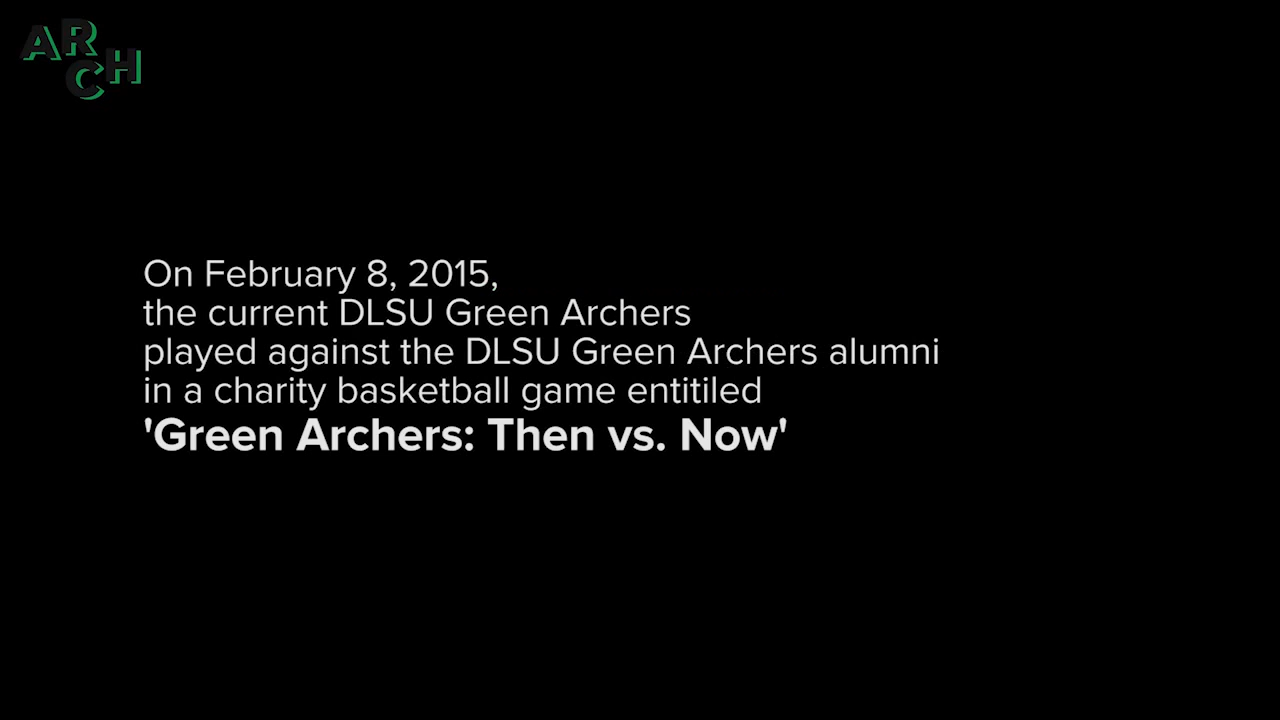 ARCH
On February 8, 2015,
the current DLSU Green Archers
played against the DLSU Green Archers alumni
in a charity basketball game entitiled
'Green Archers: Then vs. Now'